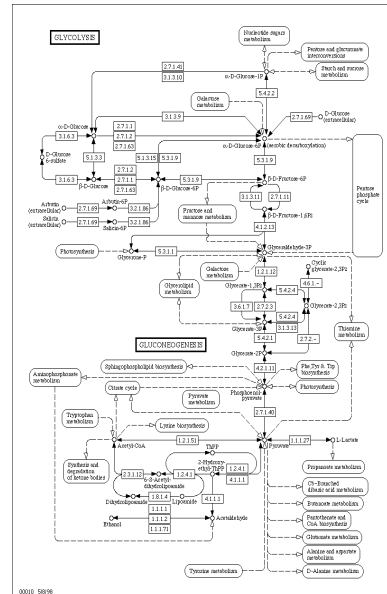 GLYCOLYSIS
Nucleotide sugars
metabolism
Pentose and glucuronate
interconversions
Starch and sucrose
metabolism
α-D-Glucose-1P
2.7.1.41
3.1.3.10
5.4.2.2
Galactose
metabolism
3.1.3.9
2.7.1.69
D-Glucose
(extracellular)
α-D-Glucose
2.7.1.1
2.7.1.2
2.7.1.63
3.1.6.3
α-D-Glucose-6P
(aerobic decarboxylation)
D-Glucose
6-sulfate
5.1.3.3
5.1.3.15
5.3.1.9
5.3.1.9
2.7.1.2
2.7.1.1
2.7.1.63
3.1.6.3
5.3.1.9
β-D-Glucose
β-D-Glucose-6P
β-D-Fructose-6P
Pentose
phosphate
cycle
3.1.3.11
2.7.1.11
Arbutin
(extracellular)
Arbutin-6P
2.7.1.69
3.2.1.86
Salicin
(extracellular)
Salicin-6P
2.7.1.69
3.2.1.86
Fructose and
mannose metabolism
4.1.2.13
Photosynthesis
5.3.1.1
Glyceraldehyde-3P
Glycerone-P
Galactose
metabolism
Glycerolipid
metabolism
1.2.1.12
Cyclic
glycerate-2,3P2
4.6.1.-
Glycerate-1,3P2
5.4.2.4
Glycerate-2,3P2
3.6.1.7
2.7.2.3
5.4.2.4
3.1.3.13
Glycerate-3P
Thiamine
metabolism
GLUCONEOGENESIS
5.4.2.1
2.7.2.-
Glycerate-2P
Sphingophospholipid biosynthesis
4.2.1.11
Phe,Tyr & Trp
biosynthesis
Photosynthesis
Aminophosphonate
metabolism
Citrate cycle
Phosphoenol-
pyruvate
Pyruvate
metabolism
2.7.1.40
Tryptophan
metabolism
Lysine biosynthesis
Acetyl-CoA
1.2.1.51
Pyruvate
1.1.1.27
L-Lactate
ThPP
Synthesis and
degradation
of ketone bodies
2.3.1.12
1.2.4.1
2-Hydroxy-
ethyl-ThPP
1.2.4.1
4.1.1.1
6-S-Acetyl-
dihydrolipoamide
1.8.1.4
Dihydrolipoamide
Lipoamide
4.1.1.1
Propanoate metabolism
C5-Branched
dibasic acid metabolism
Butanoate metabolism
Pantothenate and
CoA biosynthesis
Glutamate metabolism
Alanine and aspartate
metabolism
D-Alanine metabolism
Tyrosine metabolism
Ethanol
1.1.1.1
1.1.1.2
1.1.1.71
Acetaldehyde
00010 5/8/98